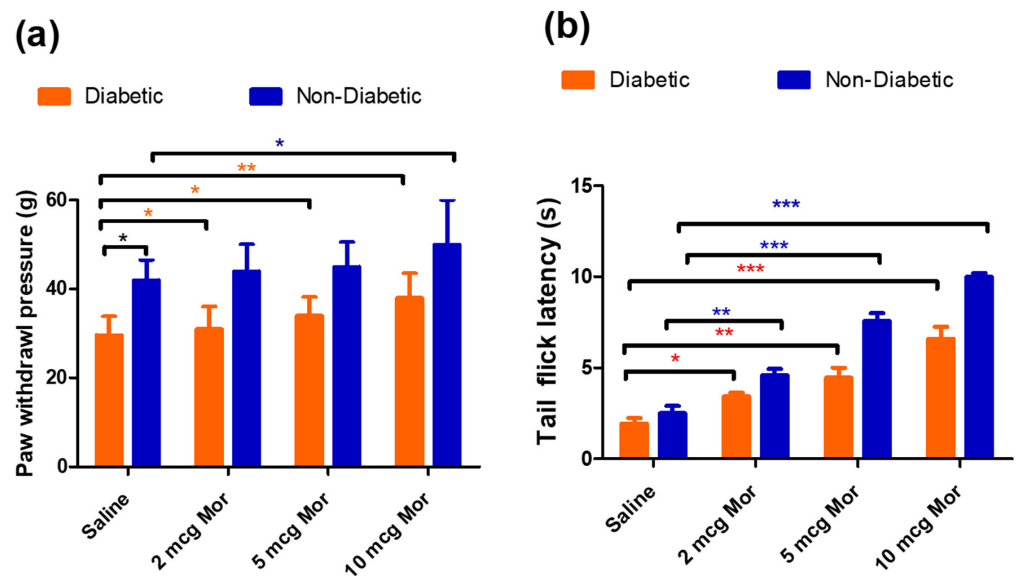 (a)
Diabetic Non-Diabetic
*
**
*
*
*
Paw withdrawl pressure (g)
60
40
20
0
Saline
2 mcg Mor
5 mcg Mor
10 mcg Mor
(b)
Diabetic Non-Diabetic
***
***
***
**
**
*
Tail flick latency (s)
15
10
5
0
Saline
2 mcg Mor
5 mcg Mor
10 mcg Mor